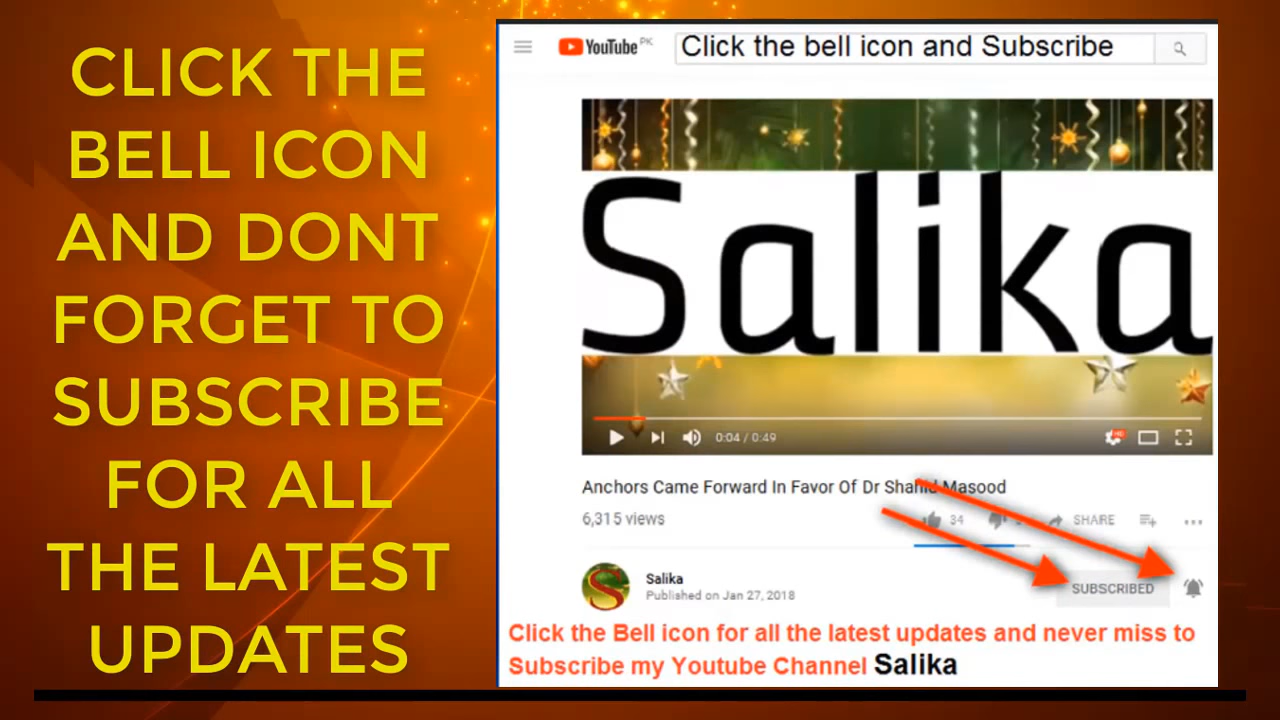 CLICK THE
BELL ICON
AND DONT
FORGET TO
SUBSCRIBE
FOR ALL
THE LATEST
UPDATES
YouTube PK
Click the bell icon and Subscribe
Salika
0:04 / 0:49
HD
Anchors Came Forward In Favor Of Dr Shahid Masood
6,315 views
34
SHARE
S
Salika
Published on Jan 27, 2018
SUBSCRIBED
Click the Bell icon for all the latest updates and never miss to
Subscribe my Youtube Channel Salika